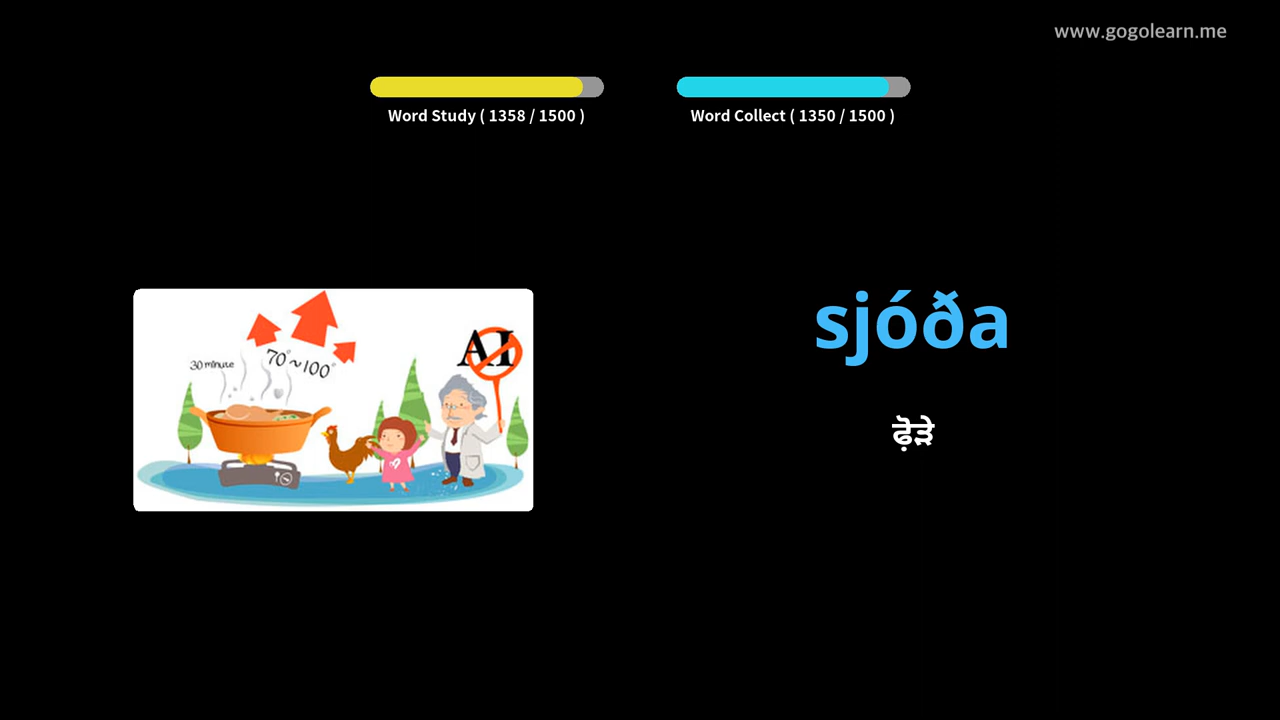 www.gogolearn.me
Word Study ( 1358 / 1500 )
Word Collect ( 1350 / 1500 )
30 minute
70°~100°
AI
sjóða
फ़ोड़े